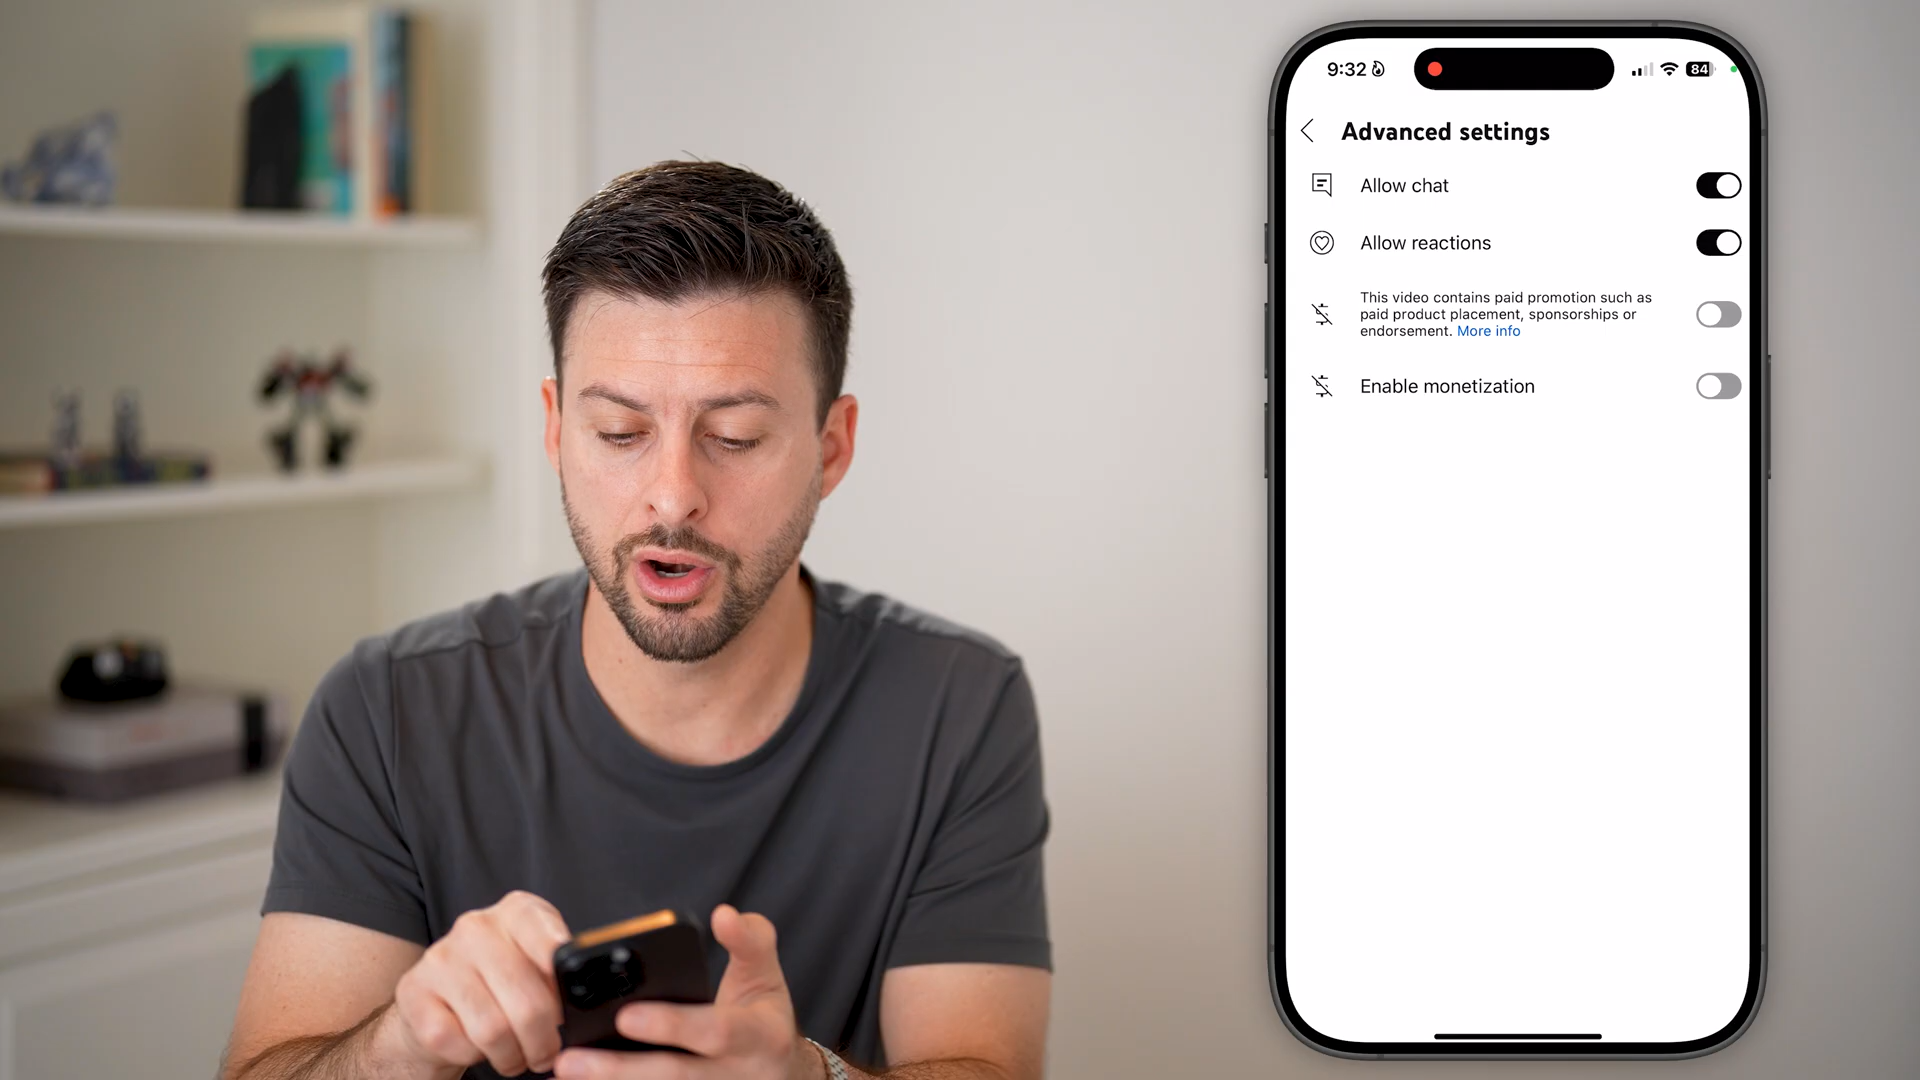 9:32
84
Advanced settings
Allow chat
Allow reactions
This video contains paid promotion such as
paid product placement, sponsorships or
endorsement. More info
Enable monetization